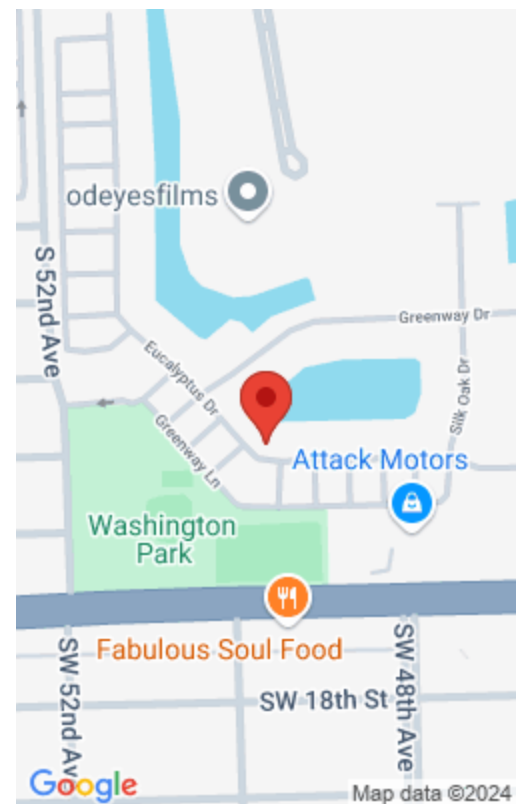 odeyesfilms
S 52nd Ave
Greenway Dr
Eucalyptus Dr
Silk Oak Dr
Greenway Ln
Attack Motors
Washington
Park
Fabulous Soul Food
SW 52nd Av
SW 18th St
SW 48th Ave
Google
Map data ©2024